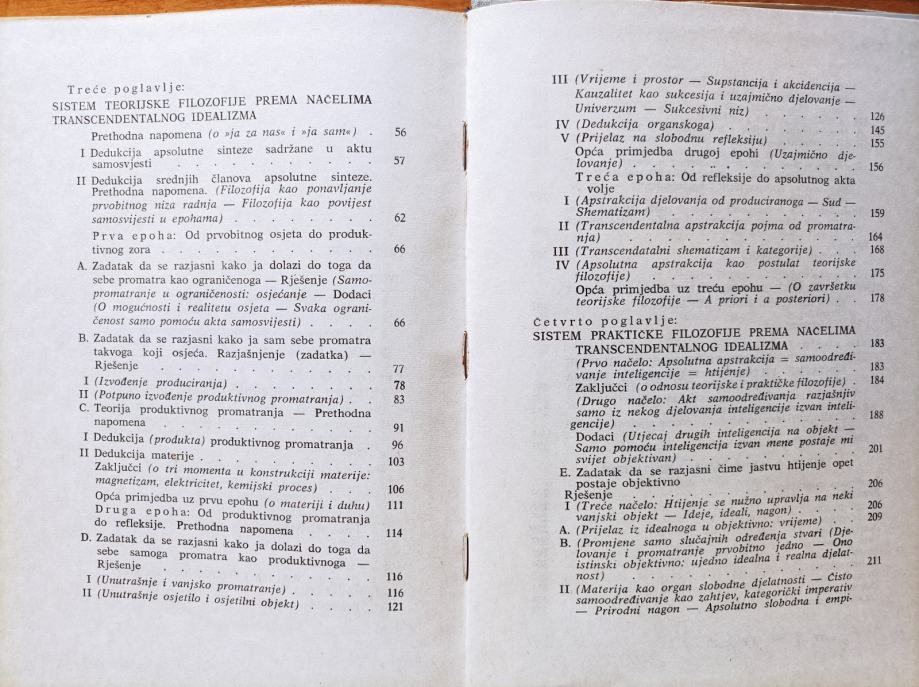 Treće poglavlje:
SISTEM TEORIJSKE FILOZOFIJE PREMA NAČELIMA
TRANSCENDENTALNOG IDEALIZMA
Prethodna napomena (o »ja za nas« i »ja sam«) . 56
I Dedukcija apsolutne sinteze sadržane u aktu
samosvjesti . . . . . . . . . . . . 57
II Dedukcija srednjih članova apsolutne sinteze.
Prethodna napomena. (Filozofija kao ponavljanje
prvobitnog niza radnja — Filozofija kao povijest
samosvijesti u epohama) . . . . . . . 62
Prva epoha: Od prvobitnog osjeta do produk-
tivnog zora . . . . . . . . . . . . 66
A. Zadatak da se razjasni kako ja dolazi do toga da
sebe promatra kao ograničenoga — Rješenje (Samo-
promatranje u ograničenosti: osjećanje — Dodaci
(O mogućnosti i realitetu osjeta — Svaka ograni-
čenost samo pomoću akta samosvijesti) . . . . 66
B. Zadatak da se razjasni kako ja sam sebe promatra
takvoga koji osjeća. Razjašnjenje (zadatka) —
Rješenje . . . . . . . . . . . . . 77
I (Izvođenje produciranja) . . . . . . . . 78
II (Potpuno izvođenje produktivnog promatranja) . . 83
C. Teorija produktivnog promatranja — Prethodna
napomena . . . . . . . . . . . . . 91
I Dedukcija (produkta) produktivnog promatranja . 96
II Dedukcija materije . . . . . . . . . . 103
Zaključci (o tri momenta u konstrukciji materije:
magnetizam, elektricitet, kemijski proces) . . . 106
Opća primjedba uz prvu epohu (o materiji i duhu) 111
Druga epoha: Od produktivnog promatranja
do refleksije. Prethodna napomena . . . . . 114
D. Zadatak da se razjasni kako ja dolazi do toga da
sebe samoga promatra kao produktivnoga —
Rješenje . . . . . . . . . . . . . 116
I (Unutrašnje i vanjsko promatranje) . . . . . 116
II (Unutrašnje osjetilo i osjetilni objekt) . . . . 121
III (Vrijeme i prostor — Supstancija i akcidencija —
Kauzalitet kao sukcesija i uzajmično djelovanje —
Univerzum — Sukcesivni niz) . . . . . . 126
IV (Dedukcija organskoga) . . . . . . . . 145
V (Prijelaz na slobodnu refleksiju) . . . . . . 155
Opća primjedba drugoj epohi (Uzajmično dje-
lovanje) . . . . . . . . . . . . . 156
Treća epoha: Od refleksije do apsolutnog akta
volje
I (Apstrakcija djelovanja od produciranoga — Sud —
Shematizam) . . . . . . . . . . . . 159
II (Transcendentalna apstrakcija pojma od promatra-
nja) . . . . . . . . . . . . . . 164
III (Transcendatalni shematizam i kategorije) . . . 168
IV (Apsolutna apstrakcija kao postulat teorijske
filozofije) . . . . . . . . . . . . . 175
Opća primjedba uz treću epohu — (O završetku
teorijske filozofije — A priori i a posteriori) . . 178
Četvrto poglavlje:
SISTEM PRAKTIČKE FILOZOFIJE PREMA NAČELIMA
TRANSCENDENTALNOG IDEALIZMA . . . . 183
(Prvo načelo: Apsolutna apstrakcija = samoodređi-
vanje inteligencije = htijenje) . . . . . . 183
Zaključci (o odnosu teorijske i praktičke filozofije) . 184
(Drugo načelo: Akt samoodređivanja razjašnjiv
samo iz nekog djelovanja inteligencije izvan inteli-
gencije) . . . . . . . . . . . . . 188
Dodaci (Utjecaj drugih inteligencija na objekt —
Samo pomoću inteligencija izvan mene postaje mi
svijet objektivan) . . . . . . . . . . 201
E. Zadatak da se razjasni čime jastvu htijenje opet
postaje objektivno
Rješenje . . . . . . . . . . . . . 206
I (Treće načelo: Htijenje se nužno upravlja na neki
vanjski objekt — Ideje, ideali, nagon) . . . . 206
A. (Prijelaz iz idealnoga u objektivno: vrijeme) . . 209
B. (Promjene samo slučajnih određenja stvari (Dje-
lovanje i promatranje prvobitno jedno — Ono
istinski objektivno: ujedno idealna i realna djelat-
nost) . . . . . . . . . . . . . . 211
II (Materija kao organ slobodne djelatnosti — Čisto
samoodređivanje kao zahtjev, kategorički imperativ
— Prirodni nagon — Apsolutno slobodna i empi-